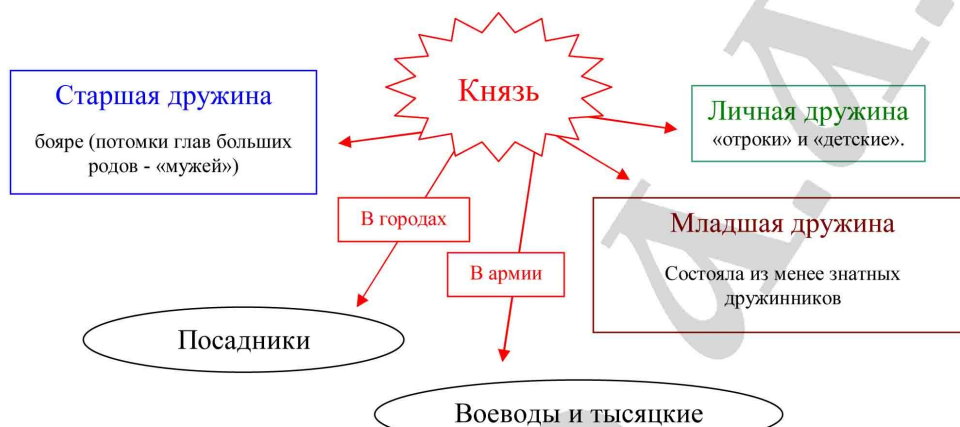 Князь
Старшая дружина
бояре (потомки глав больших
родов - «мужей»)
Личная дружина
«отроки» и «детские».
В городах
Младшая дружина
Состояла из менее знатных
дружинников
В армии
Посадники
Воеводы и тысяцкие